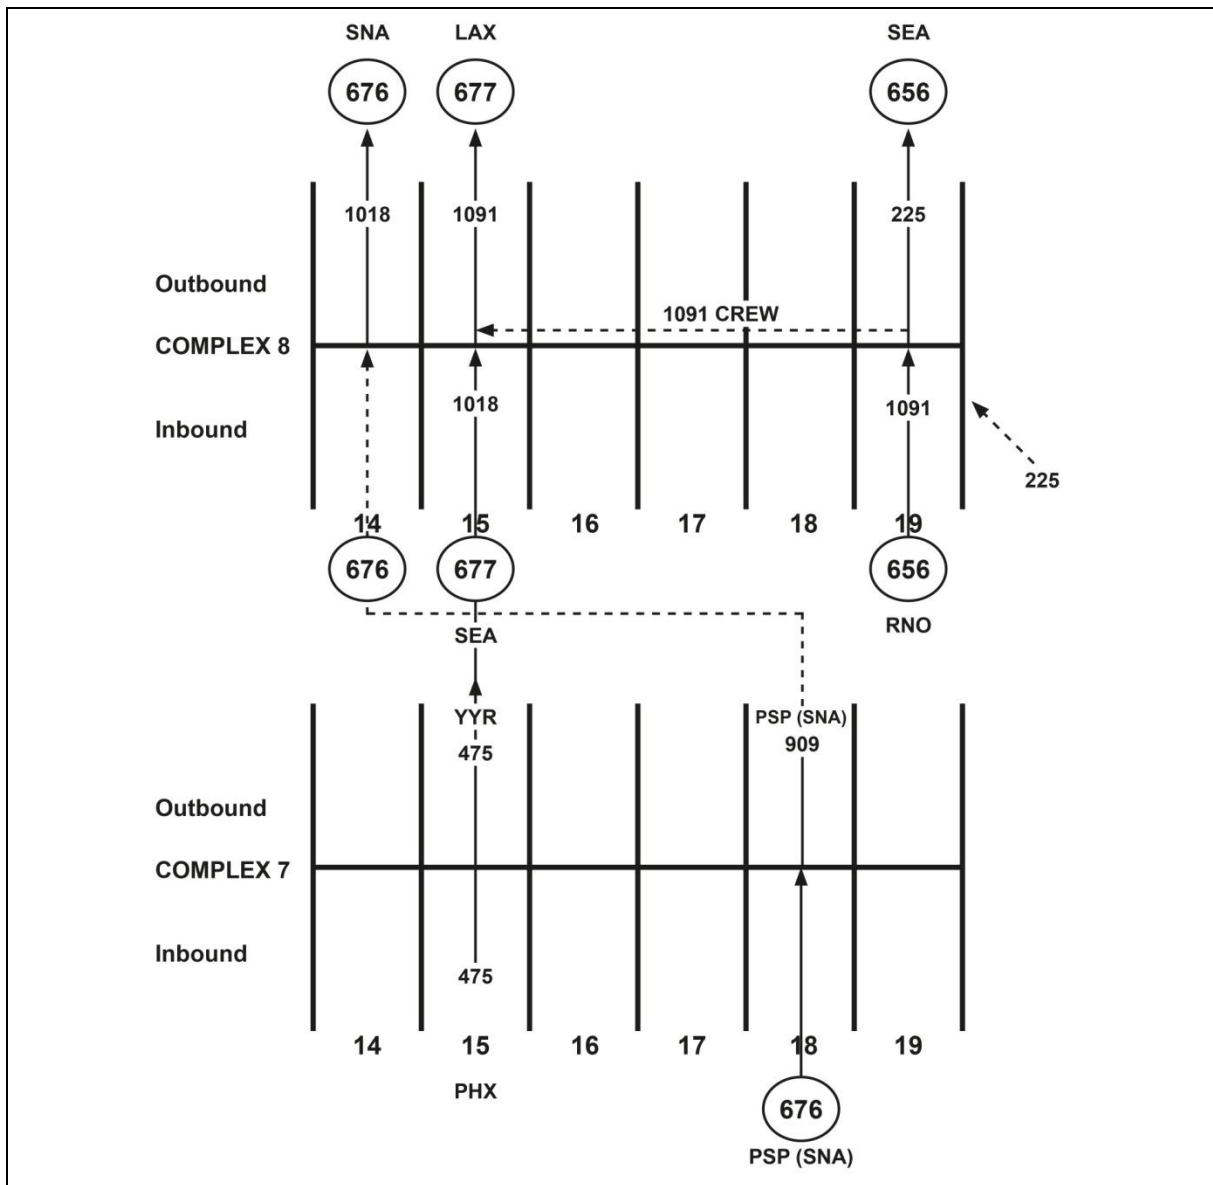 SNA LAX SEA
676 677 656
1018 1091 225
Outbound
1091 CREW
COMPLEX 8
1018 1091
Inbound
225
14 15 16 17 18 19
676 677 656
RNO
SEA
YYR PSP (SNA)
475 909
Outbound
COMPLEX 7
Inbound
475
14 15 16 17 18 19
PHX
676
PSP (SNA)